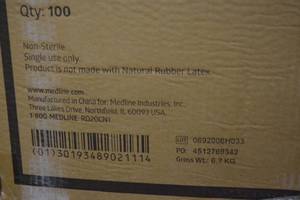 Qty: 100
Non-Sterile
Single use only.
Product is not made with Natural Rubber Latex.
www.medline.com
Manufactured in China for: Medline Industries, Inc.
Three Lakes Drive, Northfield, IL 60093 USA.
1-800-MEDLINE
(01)30193489021114
LOT
PO: 4512769342
Gross Wt.: 6.7 KG